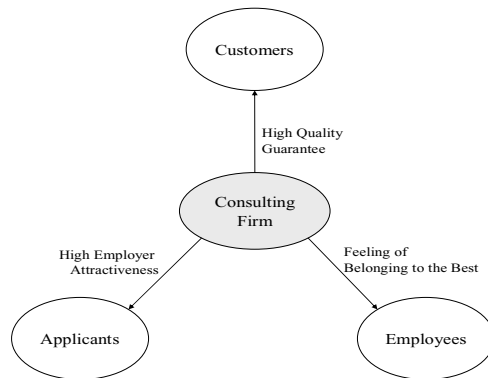 Customers
High Quality
Guarantee
Consulting
Firm
High Employer
Attractiveness
Feeling of
Belonging to the Best
Applicants
Employees